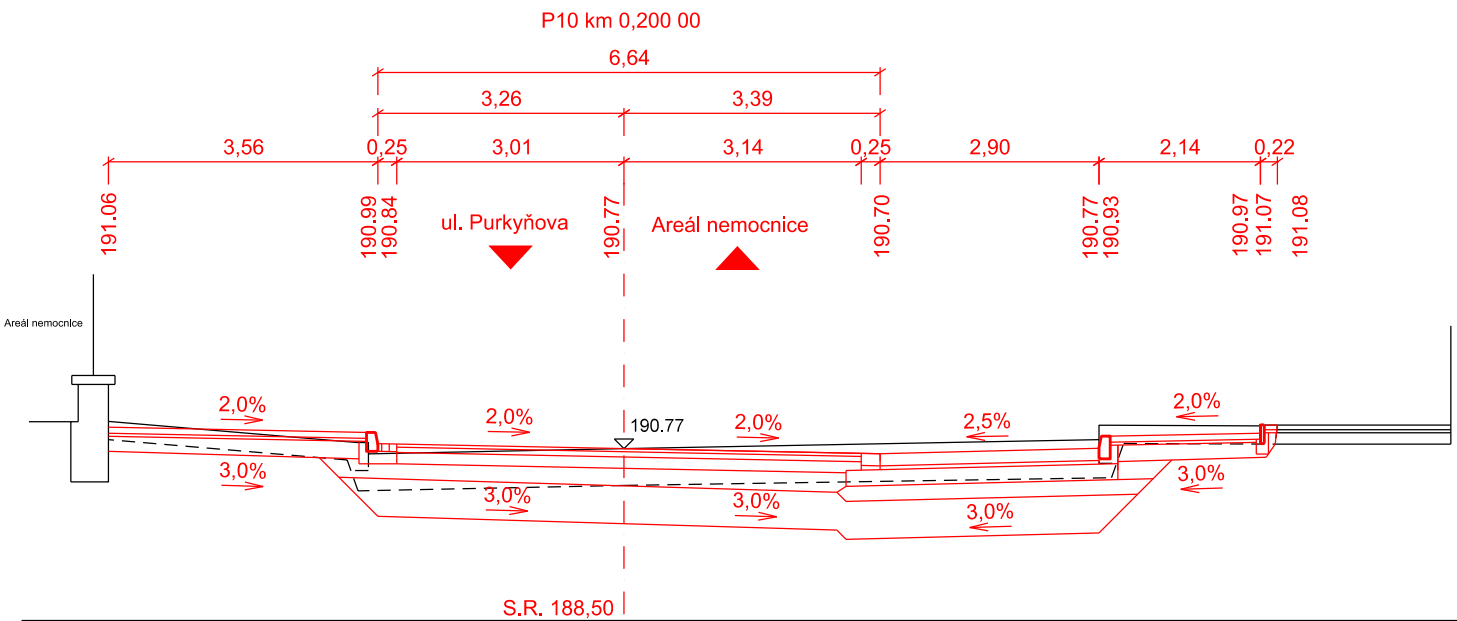 P10 km 0,200 00
6,64
3,26 3,39
3,56 0,25 3,01 3,14 0,25 2,90 2,14 0,22
191.06 190.99 190.84 190.77 190.70 190.77 190.93 190.97 191.07 191.08
ul. Purkyňova Areál nemocnice
Areál nemocnice
2,0% 2,0% 190.77 2,0% 2,5% 2,0%
3,0% 3,0% 3,0% 3,0% 3,0%
S.R. 188,50